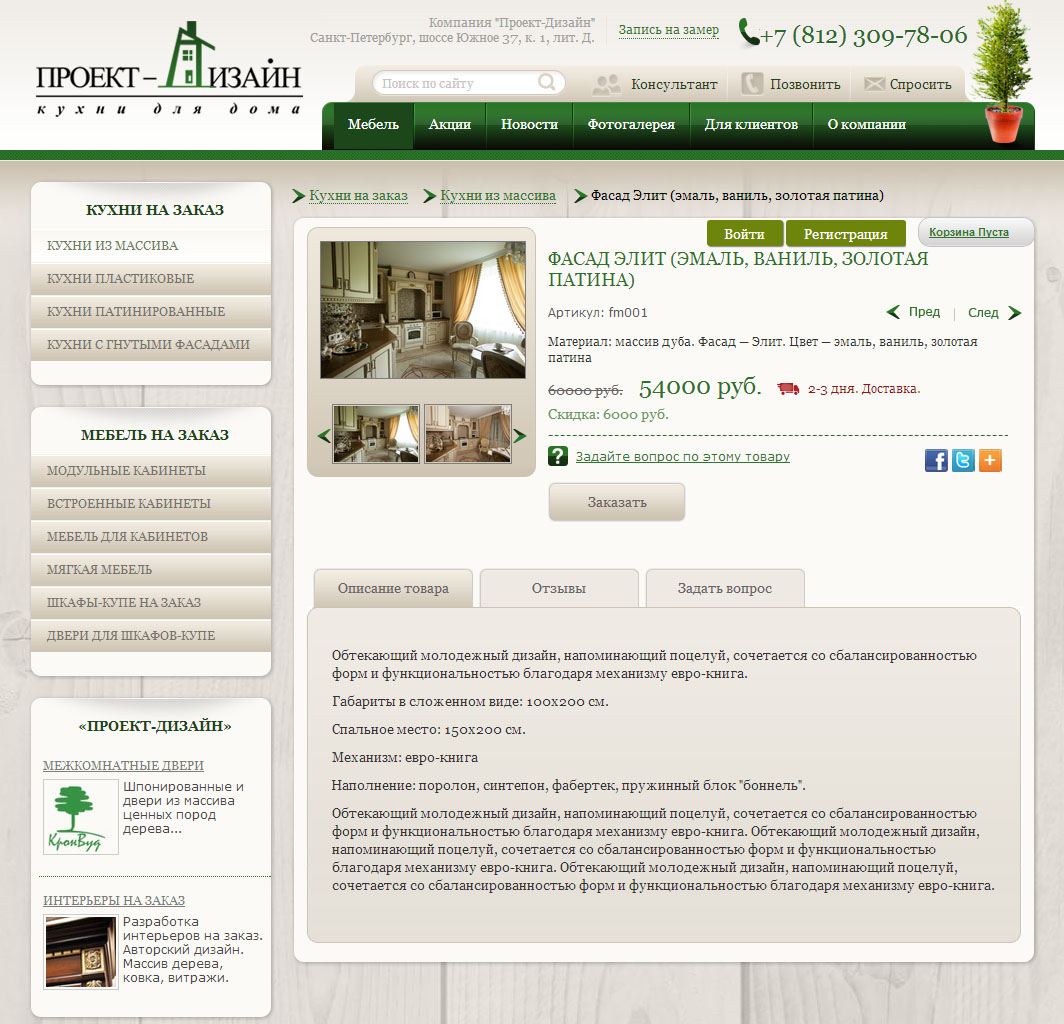 ПРОЕКТ–ДИЗАЙН
кухни для дома
Компания "Проект-Дизайн"
Санкт-Петербург, шоссе Южное 37, к. 1, лит. Д.
Запись на замер
+7 (812) 309-78-06
Поиск по сайту
Консультант
Позвонить
Спросить
Мебель
Акции
Новости
Фотогалерея
Для клиентов
О компании
КУХНИ НА ЗАКАЗ
КУХНИ ИЗ МАССИВА
КУХНИ ПЛАСТИКОВЫЕ
КУХНИ ПАТИНИРОВАННЫЕ
КУХНИ С ГНУТЫМИ ФАСАДАМИ
МЕБЕЛЬ НА ЗАКАЗ
МОДУЛЬНЫЕ КАБИНЕТЫ
ВСТРОЕННЫЕ КАБИНЕТЫ
МЕБЕЛЬ ДЛЯ КАБИНЕТОВ
МЯГКАЯ МЕБЕЛЬ
ШКАФЫ-КУПЕ НА ЗАКАЗ
ДВЕРИ ДЛЯ ШКАФОВ-КУПЕ
«ПРОЕКТ-ДИЗАЙН»
МЕЖКОМНАТНЫЕ ДВЕРИ
КронВуд
Шпонированные и
двери из массива
ценных пород
дерева...
ИНТЕРЬЕРЫ НА ЗАКАЗ
Разработка
интерьеров на заказ.
Авторский дизайн.
Массив дерева,
ковка, витражи.
Кухни на заказ
Кухни из массива
Фасад Элит (эмаль, ваниль, золотая патина)
Войти
Регистрация
Корзина Пуста
ФАСАД ЭЛИТ (ЭМАЛЬ, ВАНИЛЬ, ЗОЛОТАЯ
ПАТИНА)
Артикул: fm001
Пред
След
Материал: массив дуба. Фасад — Элит. Цвет — эмаль, ваниль, золотая
патина
60000 руб.
54000 руб.
2-3 дня. Доставка.
Скидка: 6000 руб.
?
Задайте вопрос по этому товару
Заказать
Описание товара
Отзывы
Задать вопрос
Обтекающий молодежный дизайн, напоминающий поцелуй, сочетается со сбалансированностью
форм и функциональностью благодаря механизму евро-книга.
Габариты в сложенном виде: 100х200 см.
Спальное место: 150х200 см.
Механизм: евро-книга
Наполнение: поролон, синтепон, фабертек, пружинный блок "боннель".
Обтекающий молодежный дизайн, напоминающий поцелуй, сочетается со сбалансированностью
форм и функциональностью благодаря механизму евро-книга. Обтекающий молодежный дизайн,
напоминающий поцелуй, сочетается со сбалансированностью форм и функциональностью
благодаря механизму евро-книга. Обтекающий молодежный дизайн, напоминающий поцелуй,
сочетается со сбалансированностью форм и функциональностью благодаря механизму евро-книга.